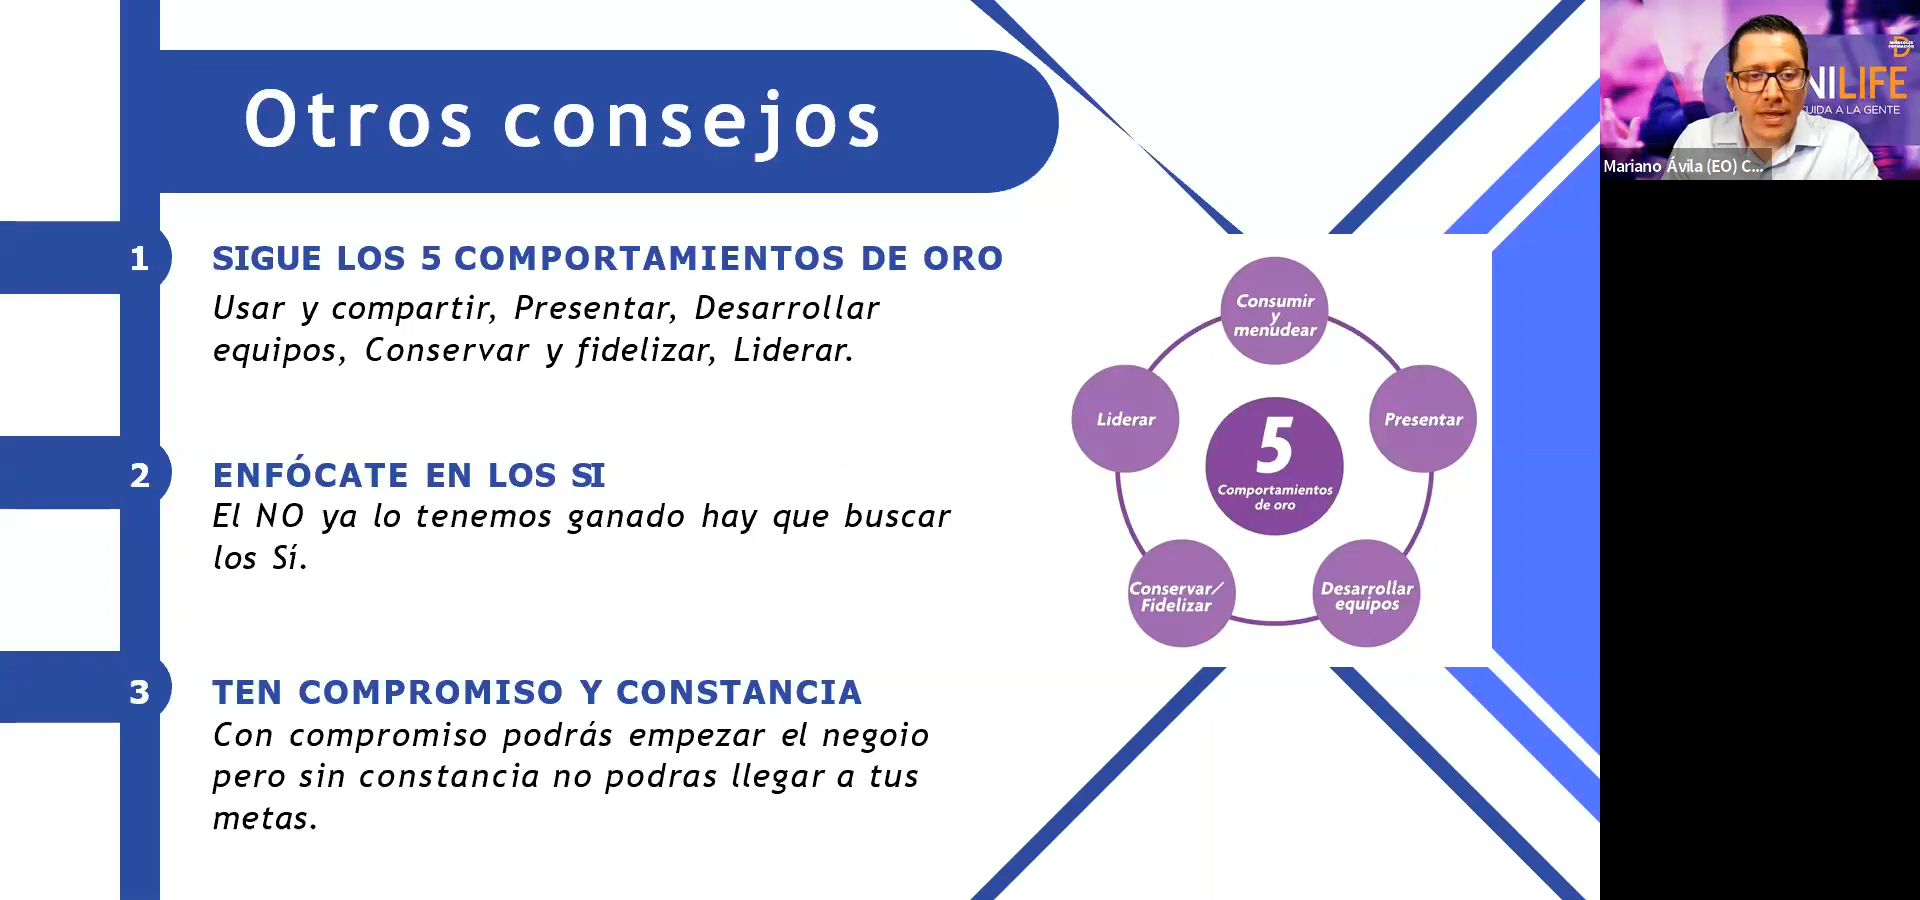 Otros consejos
1
SIGUE LOS 5 COMPORTAMIENTOS DE ORO
Usar y compartir, Presentar, Desarrollar
equipos, Conservar y fidelizar, Liderar.
2
ENFÓCATE EN LOS SI
El NO ya lo tenemos ganado hay que buscar
los Sí.
3
TEN COMPROMISO Y CONSTANCIA
Con compromiso podrás empezar el negoio
pero sin constancia no podras llegar a tus
metas.
Consumir
y
menudear
Liderar
Presentar
5
Comportamientos
de oro
Conservar/
Fidelizar
Desarrollar
equipos
NILIFE
A LA GENTE
Mariano Ávila (EO) C...